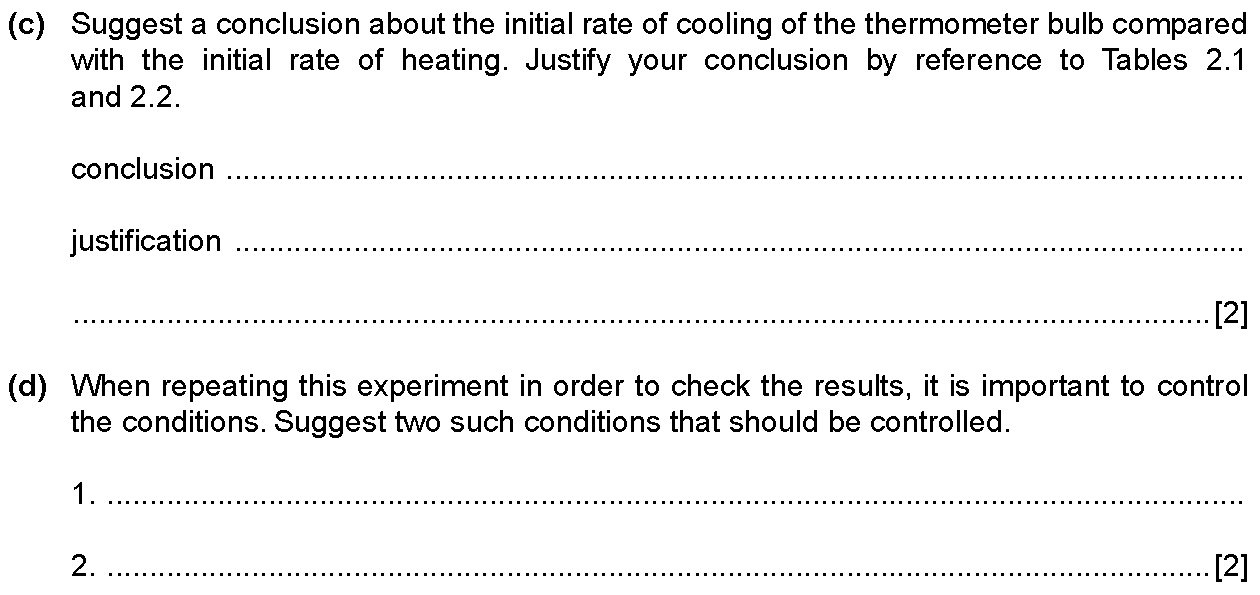 (c) Suggest a conclusion about the initial rate of cooling of the thermometer bulb compared
with the initial rate of heating. Justify your conclusion by reference to Tables 2.1
and 2.2.
conclusion ........................................................................................................................
justification ........................................................................................................................
........................................................................................................................ [2]
(d) When repeating this experiment in order to check the results, it is important to control
the conditions. Suggest two such conditions that should be controlled.
1. ........................................................................................................................
2. ........................................................................................................................ [2]